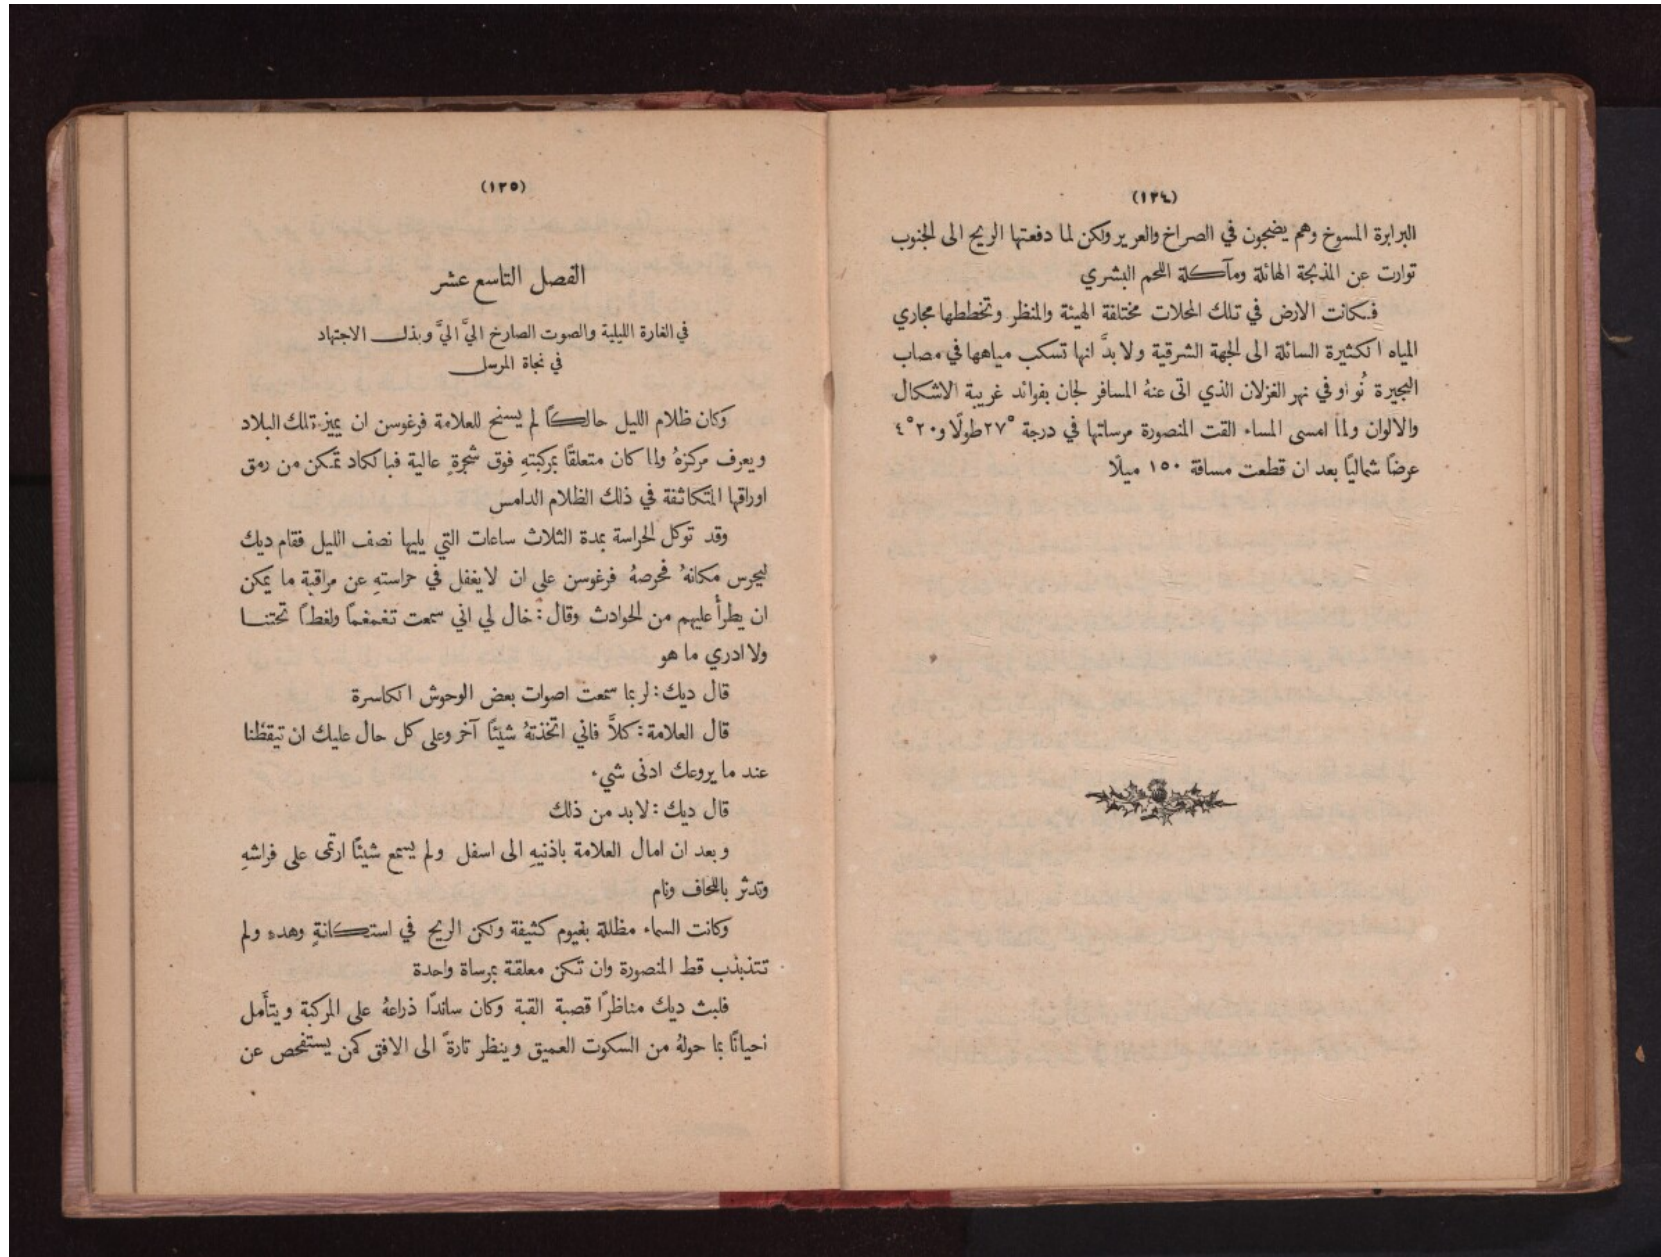 (١٣٤)
البرابرة المسوخ وهم يضجون في الصراخ والعرير ولكن لما دفعتها الريح الى الجنوب
توارت عن المذبحة الهائلة ومآكلة اللحم البشري
فكانت الارض في تلك المحلات مختلفة الهيئة والمنظر وتخططها مجاري
المياه الكثيرة السائلة الى الجهة الشرقية ولا بدَّ انها تسكب مياهها في مصاب
البحيرة نُو او في نهر الغزلان الذي اتى عنهُ المسافر لجان بفوائد غريبة الاشكال
والالوان ولما امسى المساء القت المنصورة مرساتها في درجة °٢٧ طولًا و٢٠ °٤
عرضًا شماليًا بعد ان قطعت مسافة ١٥٠ ميلًا
(١٣٥)
الفصل التاسع عشر
في الغارة الليلية والصوت الصارخ اليَّ اليَّ وبذل الاجتهاد
في نجاة المرسل
وكان ظلام الليل حالكًا لم يسنح للعلامة فرغوسن ان يميز تلك البلاد
ويعرف مركزهُ ولما كان متعلقًا بمركبتهِ فوق شجرةٍ عالية فبالكاد تمكن من رمق
اوراقها المتكاثفة في ذلك الظلام الدامس
وقد توكل لحراسة بمدة الثلاث ساعات التي يليها نصف الليل فقام ديك
ليحرس مكانهُ فحرصهُ فرغوسن على ان لا يغفل في حراستهِ عن مراقبة ما يمكن
ان يطرأ عليهم من الحوادث وقال: خال لي اني سمعت تغمغمًا ولغطًا تحتنا
ولا ادري ما هو
قال ديك: لربما سمعت اصوات بعض الوحوش الكاسرة
قال العلامة: كلاَّ فاني اتخذتهُ شيئًا آخر وعلى كل حال عليك ان تيقظنا
عند ما يروعك ادنى شيء
قال ديك: لا بد من ذلك
وبعد ان امال العلامة باذنيهِ الى اسفل ولم يسمع شيئًا ارتمى على فراشهِ
وتدثر باللحاف ونام
وكانت السماء مظللة بغيوم كثيفة ولكن الريح في استكانةٍ وهدءٍ ولم
تتذبذب قط المنصورة وان تكن معلقة بمرساة واحدة
فلبث ديك مناظرًا قصبة القبة وكان ساندًا ذراعهُ على المركبة ويتأَمل
احيانًا بما حولهُ من السكوت العميق وينظر تارةً الى الافق كمن يستفحص عن